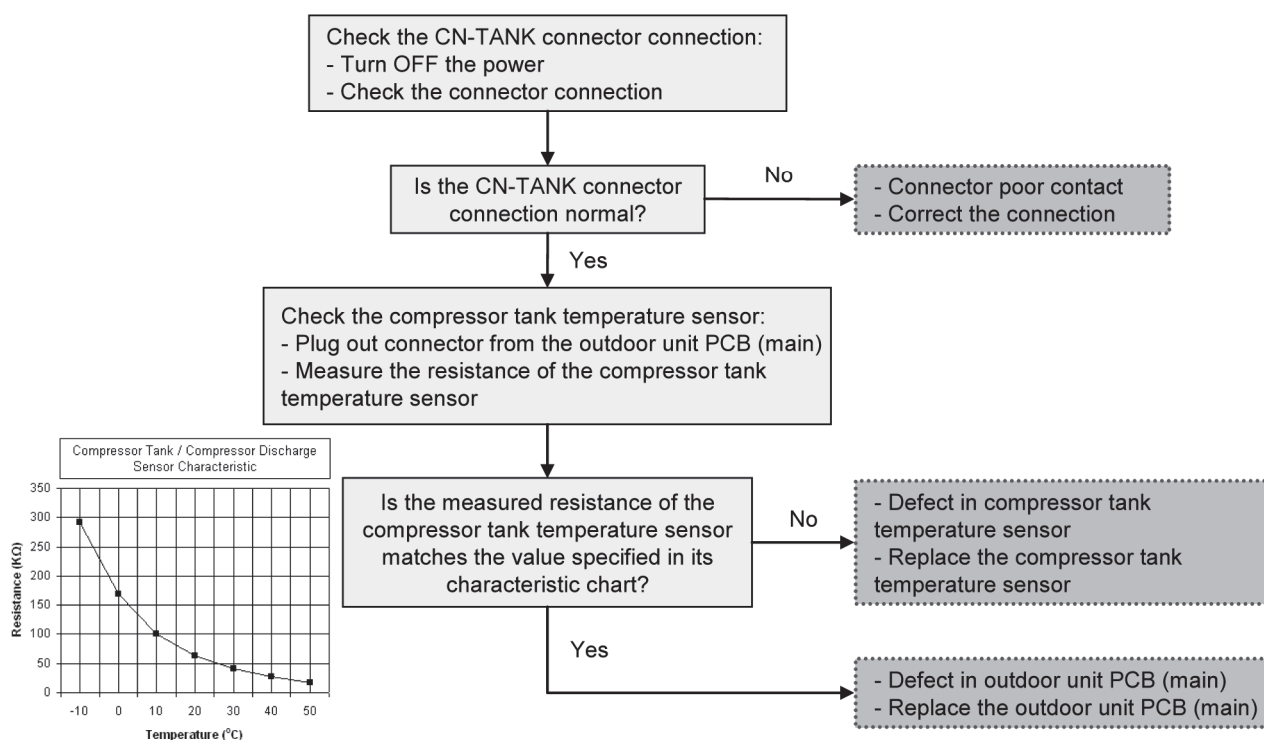 Check the CN-TANK connector connection:
- Turn OFF the power
- Check the connector connection
Is the CN-TANK connector
connection normal?
No
- Connector poor contact
- Correct the connection
Yes
Check the compressor tank temperature sensor:
- Plug out connector from the outdoor unit PCB (main)
- Measure the resistance of the compressor tank
temperature sensor
Compressor Tank / Compressor Discharge
Sensor Characteristic
Resistance (KΩ)
350
300
250
200
150
100
50
0
-10 0 10 20 30 40 50
Temperature (°C)
Is the measured resistance of the
compressor tank temperature sensor
matches the value specified in its
characteristic chart?
No
- Defect in compressor tank
temperature sensor
- Replace the compressor tank
temperature sensor
Yes
- Defect in outdoor unit PCB (main)
- Replace the outdoor unit PCB (main)